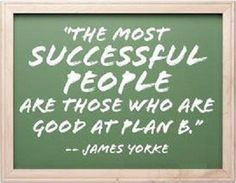 "THE MOST
SUCCESSFUL
PEOPLE
ARE THOSE WHO ARE
GOOD AT PLAN B."
-- JAMES YORKE